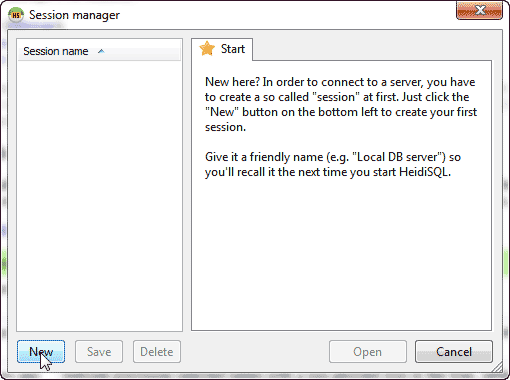 HS Session manager
Session name
Start
New here? In order to connect to a server, you have
to create a so called "session" at first. Just click the
"New" button on the bottom left to create your first
session.
Give it a friendly name (e.g. "Local DB server") so
you'll recall it the next time you start HeidiSQL.
New Save Delete Open Cancel